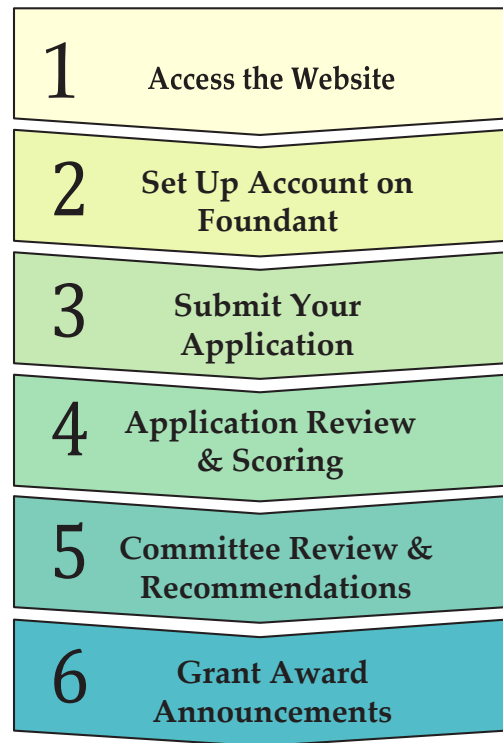 1
Access the Website
2
Set Up Account on
Foundant
3
Submit Your
Application
4
Application Review
& Scoring
5
Committee Review &
Recommendations
6
Grant Award
Announcements